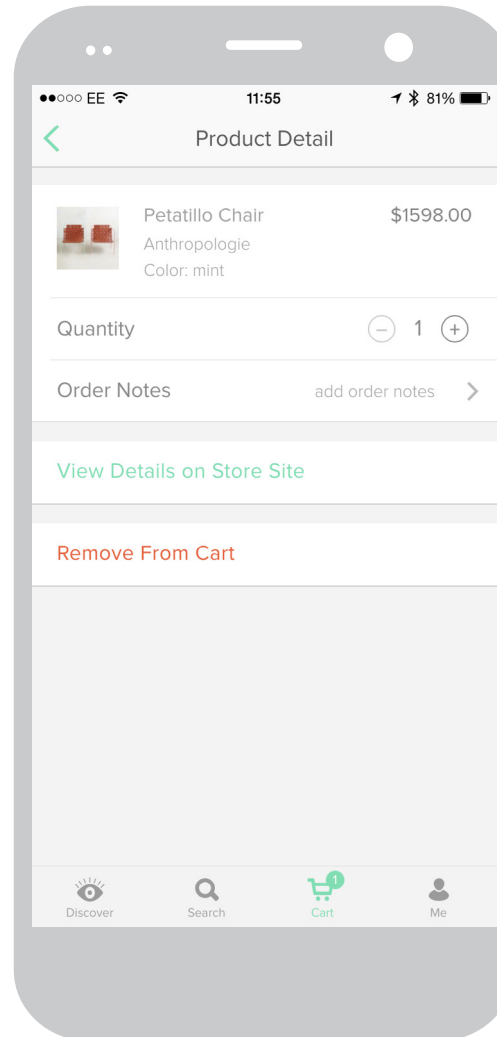 EE 11:55 81%
Product Detail
Petatillo Chair $1598.00
Anthropologie
Color: mint
Quantity 1
Order Notes add order notes
View Details on Store Site
Remove From Cart
1
Discover Search Cart Me